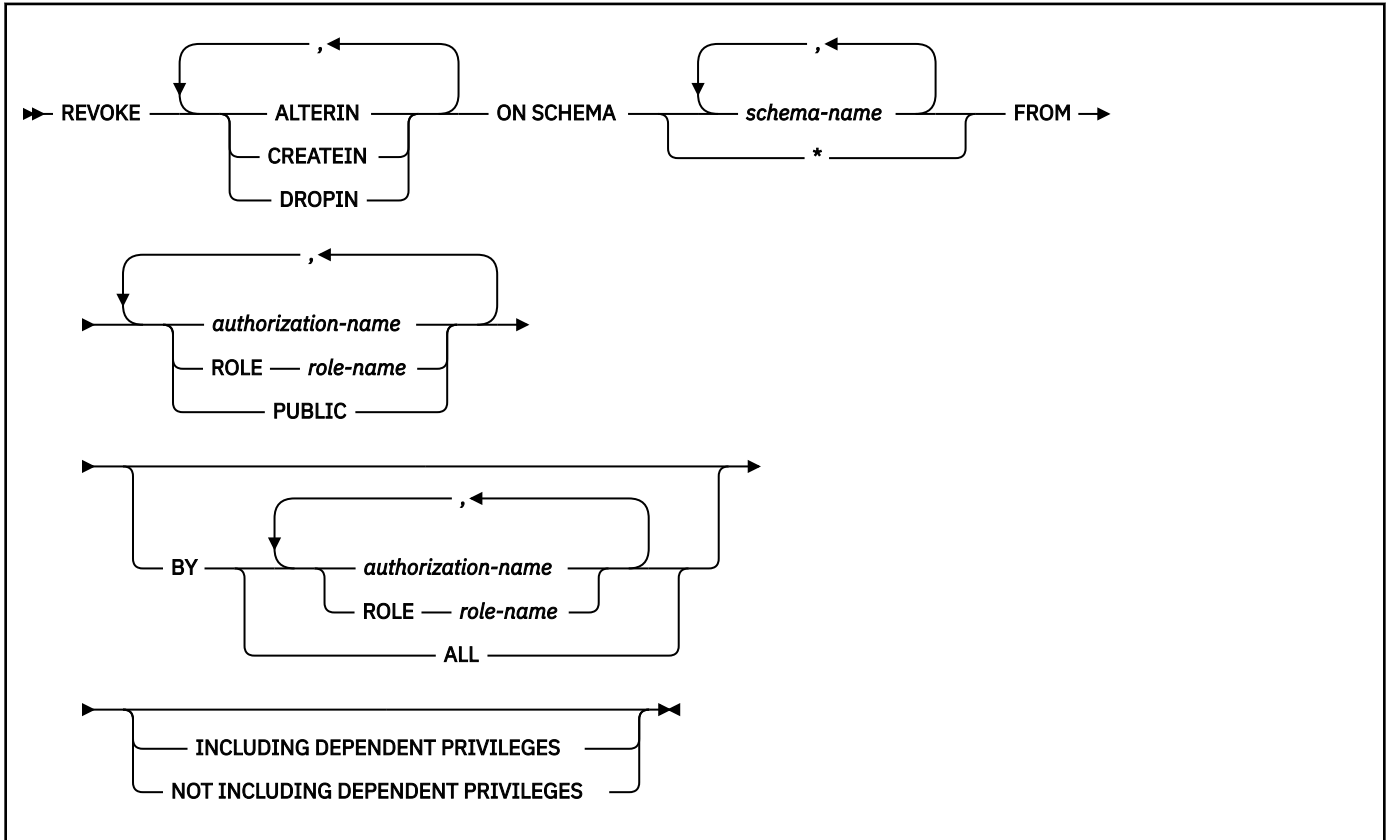 ,
,
REVOKE ALTERIN ON SCHEMA schema-name FROM
CREATEIN
*
DROPIN
,
authorization-name
ROLE role-name
PUBLIC
,
BY authorization-name
ROLE role-name
ALL
INCLUDING DEPENDENT PRIVILEGES
NOT INCLUDING DEPENDENT PRIVILEGES